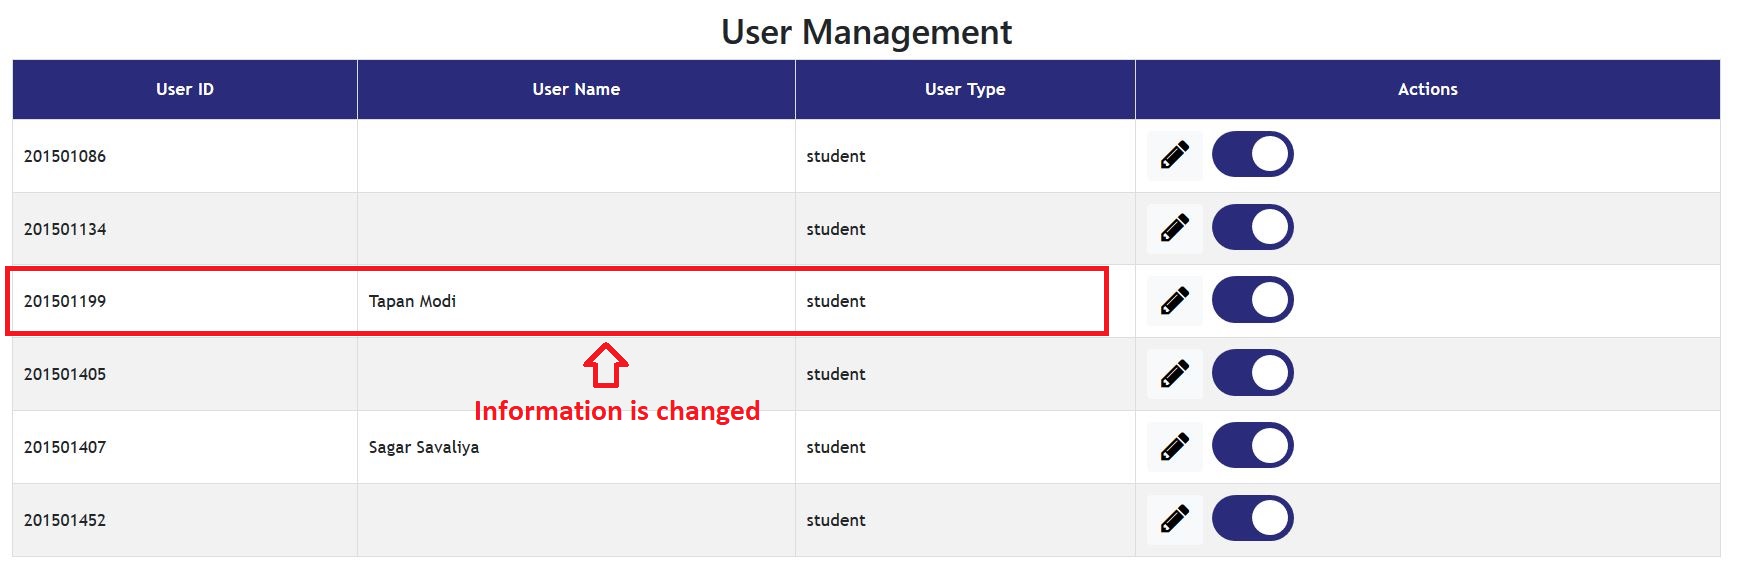 User Management
User ID User Name User Type Actions
201501086 student
201501134 student
201501199 Tapan Modi student
201501405 student
Information is changed
201501407 Sagar Savaliya student
201501452 student